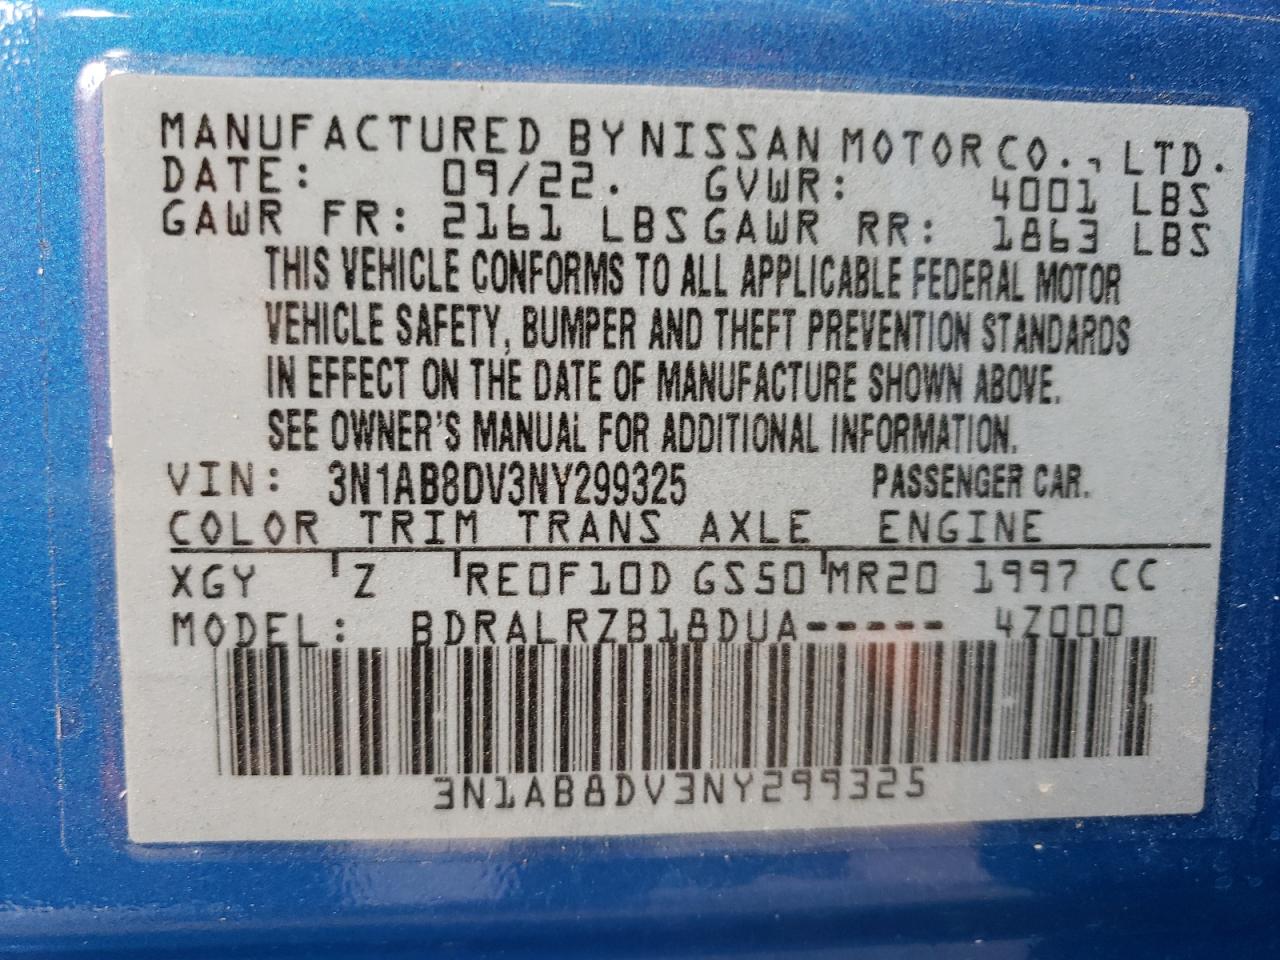 MANUFACTURED BY NISSAN MOTOR CO., LTD.
DATE: 09/22. GVWR: 4001 LBS
GAWR FR: 2161 LBS GAWR RR: 1863 LBS
THIS VEHICLE CONFORMS TO ALL APPLICABLE FEDERAL MOTOR
VEHICLE SAFETY, BUMPER AND THEFT PREVENTION STANDARDS
IN EFFECT ON THE DATE OF MANUFACTURE SHOWN ABOVE.
SEE OWNER'S MANUAL FOR ADDITIONAL INFORMATION.
VIN: 3N1AB8DV3NY299325 PASSENGER CAR.
COLOR TRIM TRANS AXLE ENGINE
XGY Z RE0F10D GS50 MR20 1997 CC
MODEL: BDRALRZB18DUA----- 4Z000
3N1AB8DV3NY299325